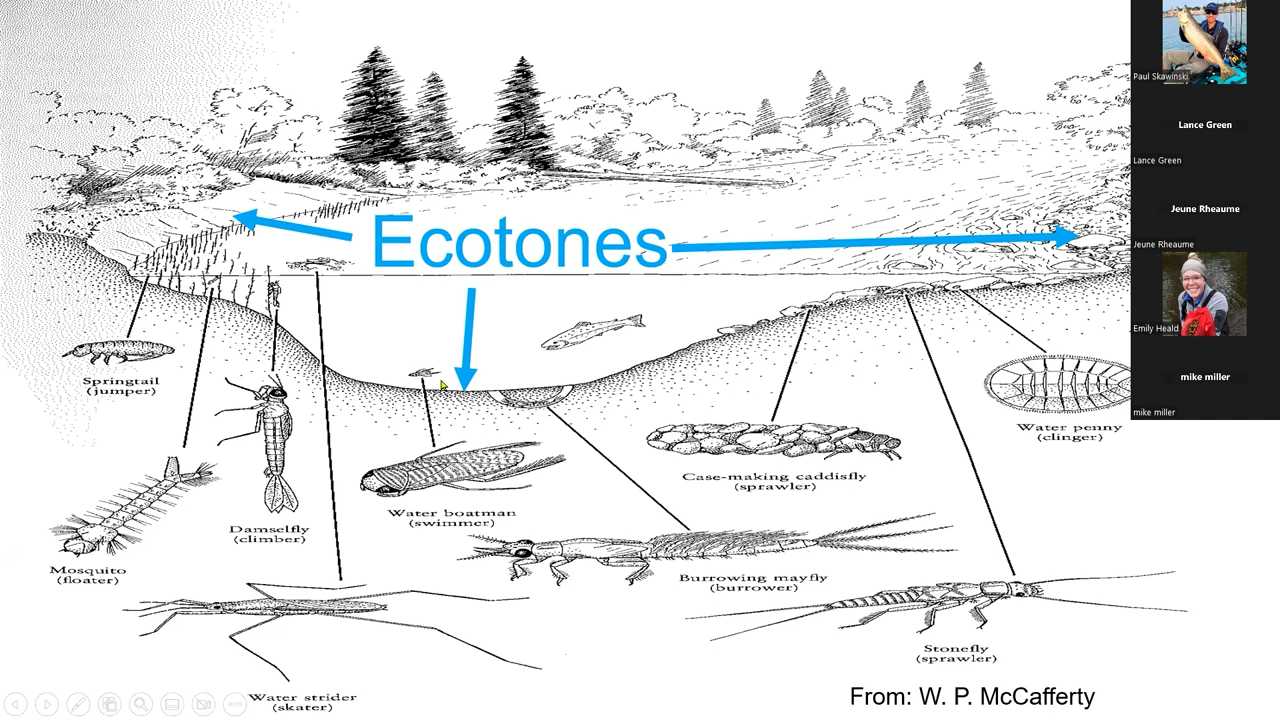 Ecotones
Springtail
(jumper)
Mosquito
(floater)
Damselfly
(climber)
Water strider
(skater)
Water boatman
(swimmer)
Burrowing mayfly
(burrower)
Case-making caddisfly
(sprawler)
Stonefly
(sprawler)
Water penny
(clinger)
From: W. P. McCafferty
Paul Skawinski
Lance Green
Lance Green
Jeune Rheaume
Jeune Rheaume
Emily Heald
mike miller
mike miller